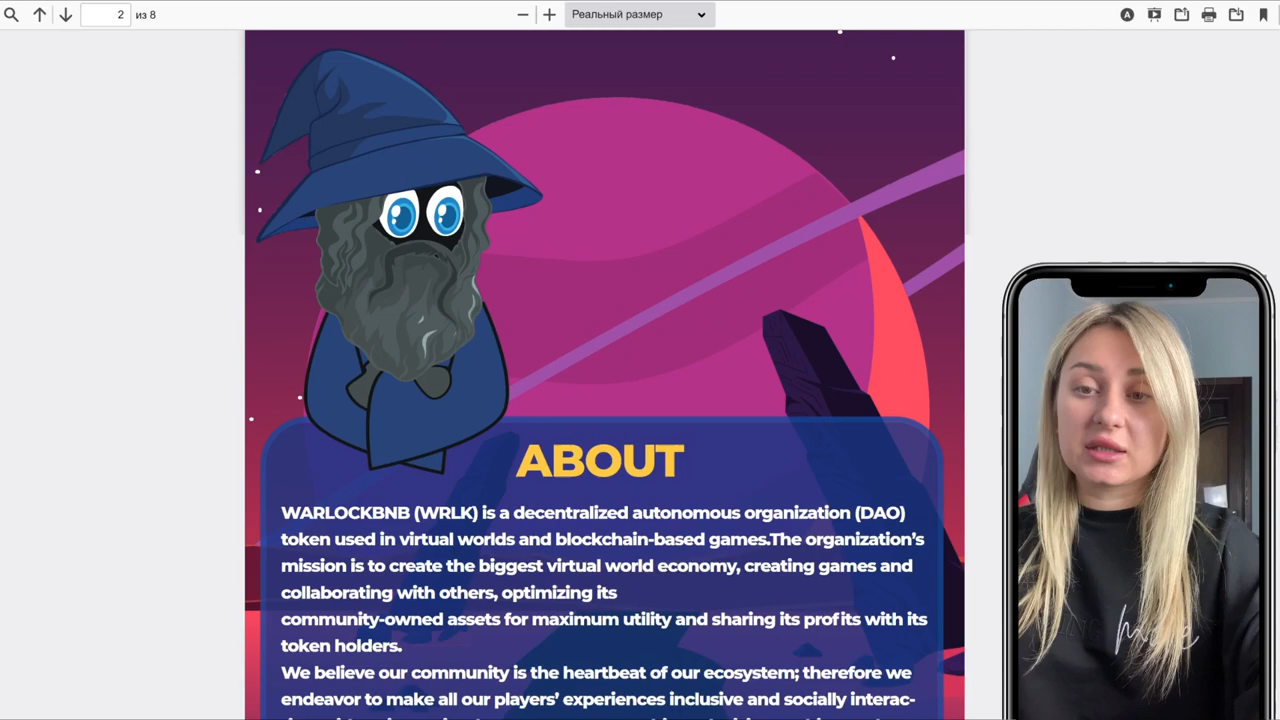 2 из 8
Реальный размер
ABOUT
WARLOCKBNB (WRLK) is a decentralized autonomous organization (DAO)
token used in virtual worlds and blockchain-based games.The organization’s
mission is to create the biggest virtual world economy, creating games and
collaborating with others, optimizing its
community-owned assets for maximum utility and sharing its profits with its
token holders.
We believe our community is the heartbeat of our ecosystem; therefore we
endeavor to make all our players’ experiences inclusive and socially interac-